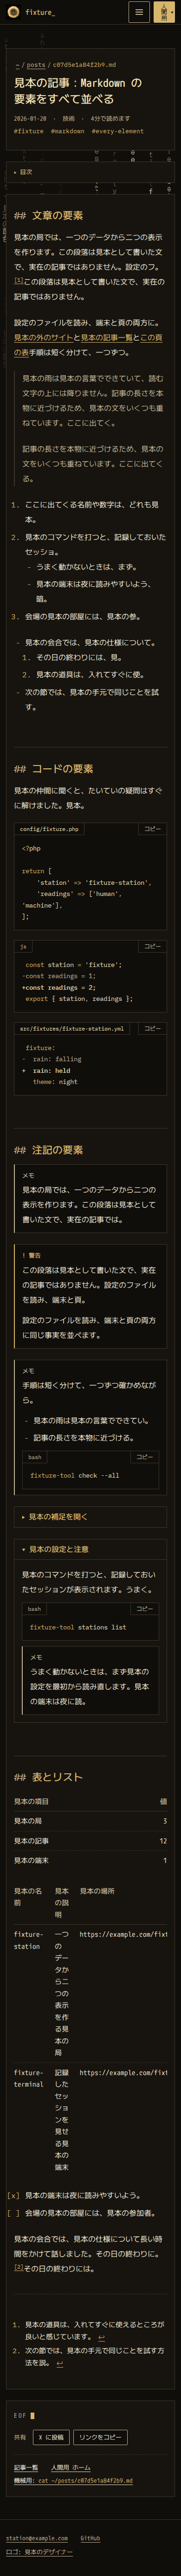 fixture_
人間用
~ / posts / c07d5e1a84f2b9.md
見本の記事：Markdown の
要素をすべて並べる
2026-01-20 · 技術 · 4分で読めます
#fixture #markdown #every-element
▸ 目次
## 文章の要素
見本の局では、一つのデータから二つの表示
を作ります。この段落は見本として書いた文
で、実在の記事ではありません。設定のフ。
[1]この段落は見本として書いた文で、実在の
記事ではありません。
設定のファイルを読み、端末と頁の両方に。
見本の外のサイトと見本の記事一覧とこの頁
の表手順は短く分けて、一つずつ。
見本の雨は見本の言葉でできていて、読む
文字の上には降りません。記事の長さを本
物に近づけるため、見本の文をいくつも重
ねています。ここに出てく。
記事の長さを本物に近づけるため、見本の
文をいくつも重ねています。ここに出てく
る。
1. ここに出てくる名前や数字は、どれも見
本。
2. 見本のコマンドを打つと、記録しておいた
セッショ。
- うまく動かないときは、まず。
- 見本の端末は夜に読みやすいよう、
暗。
3. 会場の見本の部屋には、見本の参。
- 見本の会合では、見本の仕様について。
1. その日の終わりには、見。
2. 見本の道具は、入れてすぐに使。
- 次の節では、見本の手元で同じことを試
す。
## コードの要素
見本の仲間に聞くと、たいていの疑問はすぐ
に解けました。見本。
config/fixture.php コピー
<?php
return [
'station' => 'fixture-station',
'readings' => ['human',
'machine'],
];
js コピー
const station = 'fixture';
-const readings = 1;
+const readings = 2;
export { station, readings };
src/fixtures/fixture-station.yml コピー
fixture:
- rain: falling
+ rain: held
theme: night
## 注記の要素
メモ
見本の局では、一つのデータから二つの
表示を作ります。この段落は見本として
書いた文で、実在の記事では。
! 警告
この段落は見本として書いた文で、実在
の記事ではありません。設定のファイル
を読み、端末と頁。
設定のファイルを読み、端末と頁の両方
に同じ事実を並べます。
メモ
手順は短く分けて、一つずつ確かめなが
ら。
- 見本の雨は見本の言葉でできてい。
- 記事の長さを本物に近づける。
bash コピー
fixture-tool check --all
▸ 見本の補足を開く
▾ 見本の設定と注意
見本のコマンドを打つと、記録しておい
たセッションが表示されます。うまく。
bash コピー
fixture-tool stations list
メモ
うまく動かないときは、まず見本の
設定を最初から読み直します。見本
の端末は夜に読。
## 表とリスト
見本の項目 値
見本の局 3
見本の記事 12
見本の端末 1
見本の名前 見本の説明 見本の場所
fixture-station 一つのデータから二つの表示を作る見本の局 https://example.com/fixt
fixture-terminal 記録したセッションを見せる見本の端末 https://example.com/fixt
[x] 見本の端末は夜に読みやすいよう。
[ ] 会場の見本の部屋には、見本の参加者。
見本の会合では、見本の仕様について長い時
間をかけて話しました。その日の終わりに。
[2]その日の終わりには。
1. 見本の道具は、入れてすぐに使えるところが
良いと感じています。 ↩
2. 次の節では、見本の手元で同じことを試す方
法を説。 ↩
EOF
共有 X に投稿 リンクをコピー
記事一覧 人間用 ホーム
機械用: cat ~/posts/c07d5e1a84f2b9.md
station@example.com GitHub
ロゴ: 見本のデザイナー